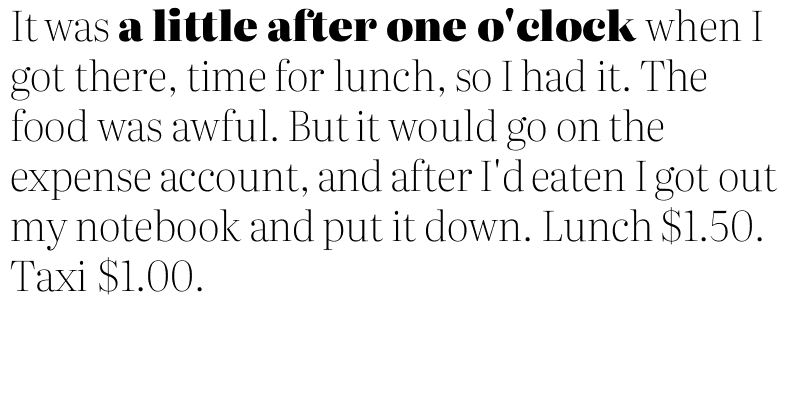 It was a little after one o'clock when I
got there, time for lunch, so I had it. The
food was awful. But it would go on the
expense account, and after I'd eaten I got out
my notebook and put it down. Lunch $1.50.
Taxi $1.00.